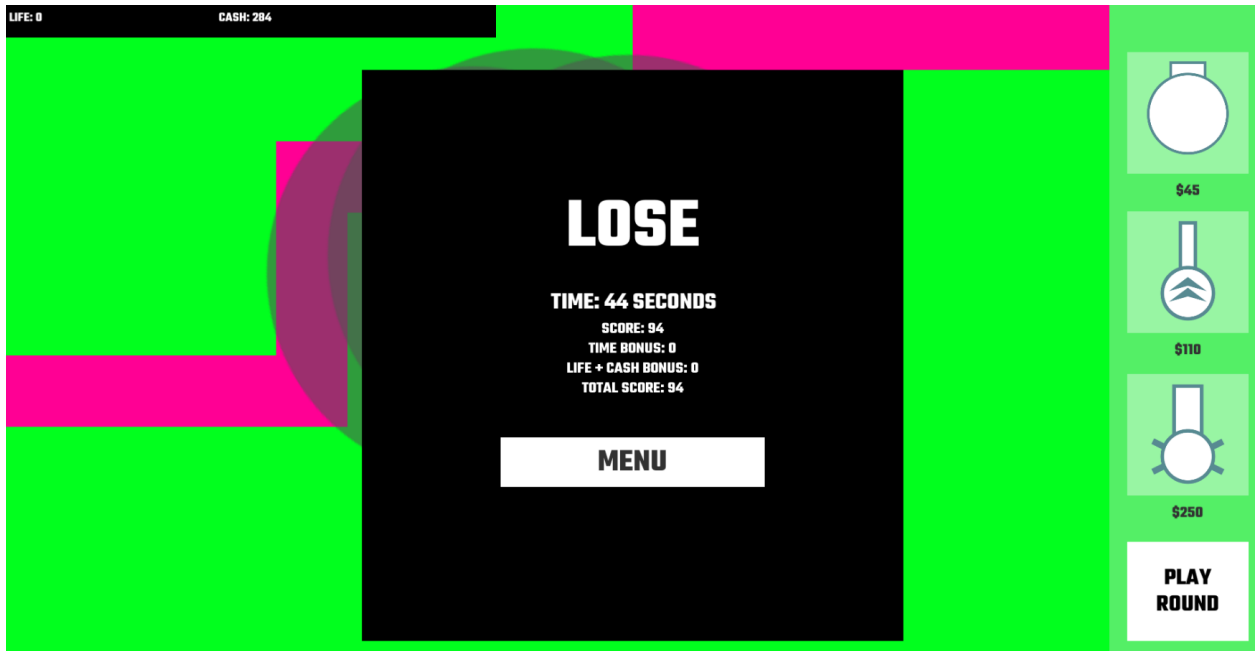 LIFE: 0
CASH: 284
LOSE
TIME: 44 SECONDS
SCORE: 94
TIME BONUS: 0
LIFE + CASH BONUS: 0
TOTAL SCORE: 94
MENU
$45
$110
$250
PLAY
ROUND